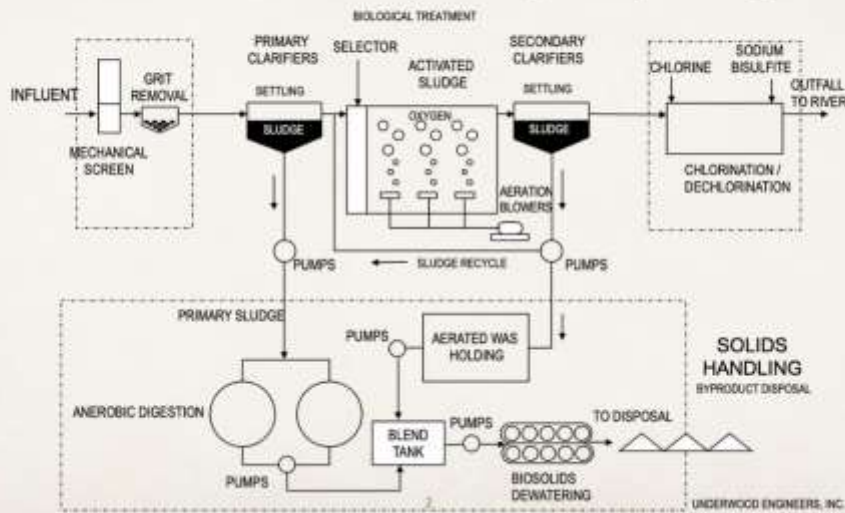 BIOLOGICAL TREATMENT
PRIMARY
CLARIFIERS
SELECTOR
SECONDARY
CLARIFIERS
ACTIVATED
SLUDGE
SODIUM
BISULFITE
CHLORINE
OUTFALL
TO RIVER
GRIT
REMOVAL
INFLUENT
SETTLING
SLUDGE
OXYGEN
SETTLING
SLUDGE
MECHANICAL
SCREEN
CHLORINATION /
DECHLORINATION
AERATION
BLOWERS
PUMPS
SLUDGE RECYCLE
PUMPS
PRIMARY SLUDGE
PUMPS
AERATED WAS
HOLDING
SOLIDS
HANDLING
BYPRODUCT DISPOSAL
ANEROBIC DIGESTION
BLEND
TANK
PUMPS
TO DISPOSAL
PUMPS
BIOSOLIDS
DEWATERING
2
UNDERWOOD ENGINEERS, INC.